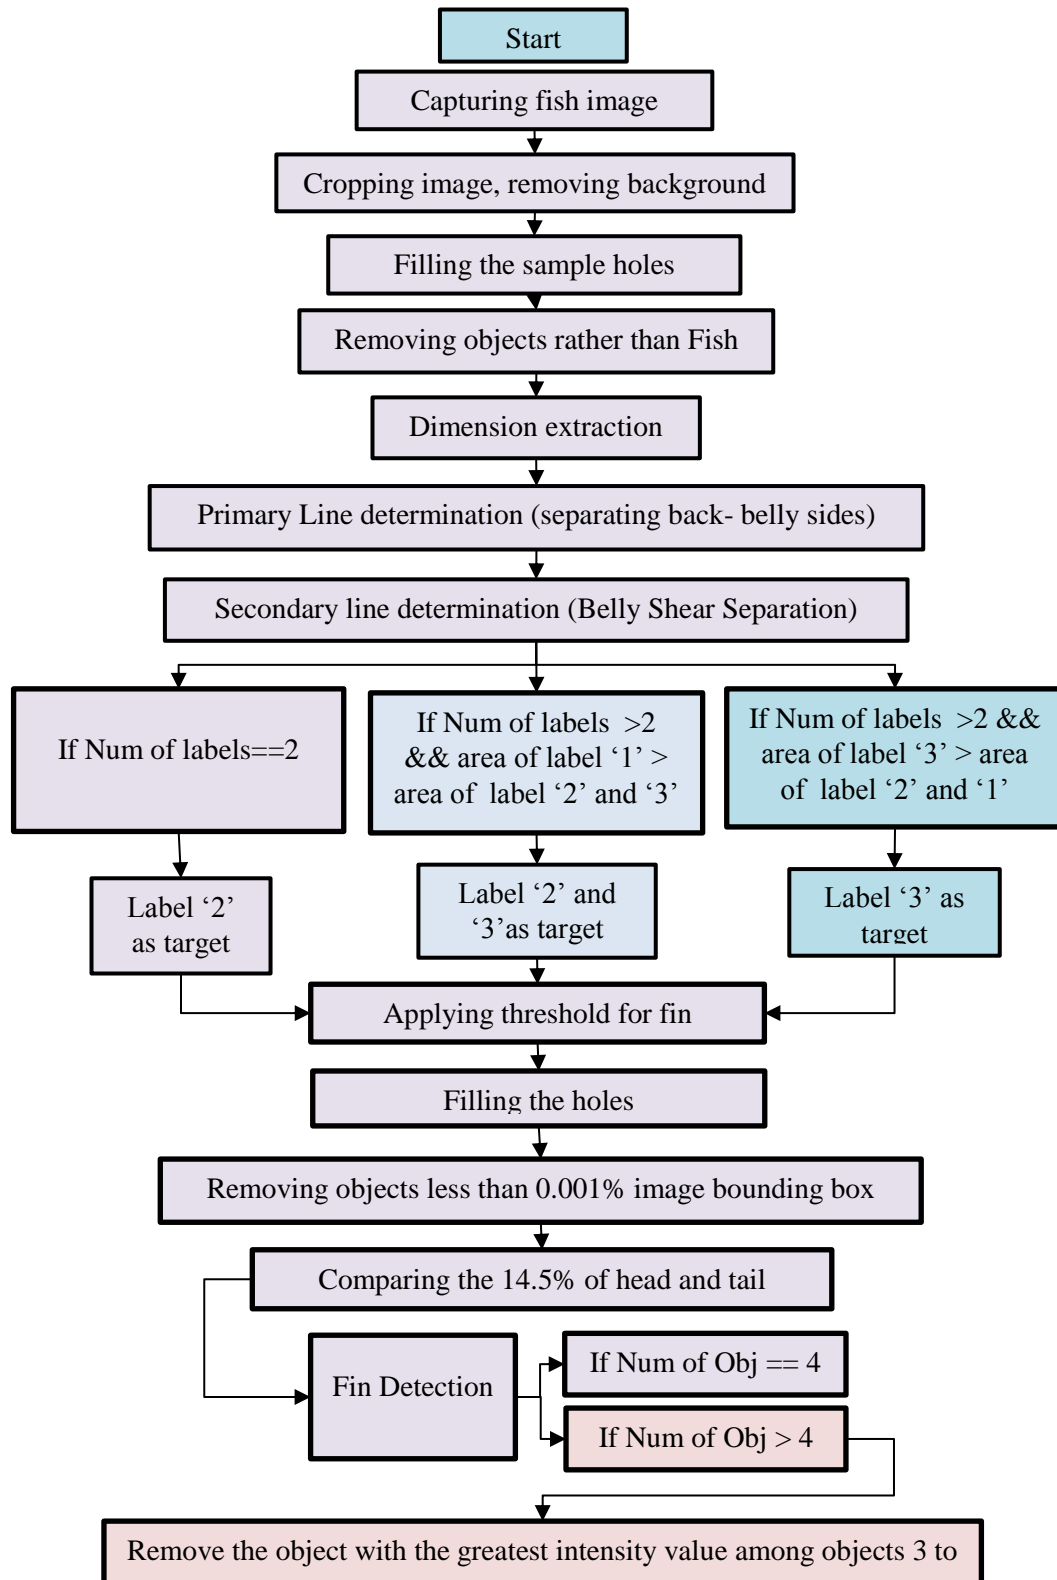 Start
Capturing fish image
Cropping image, removing background
Filling the sample holes
Removing objects rather than Fish
Dimension extraction
Primary Line determination (separating back- belly sides)
Secondary line determination (Belly Shear Separation)
If Num of labels==2
If Num of labels  >2
&& area of label ‘1’ >
area of  label ‘2’ and ‘3’
If Num of labels  >2 &&
area of label ‘3’ > area
of  label ‘2’ and ‘1’
Label ‘2’
as target
Label ‘2’ and
‘3’as target
Label ‘3’ as
target
Applying threshold for fin
Filling the holes
Removing objects less than 0.001% image bounding box
Comparing the 14.5% of head and tail
Fin Detection
If Num of Obj == 4
If Num of Obj > 4
Remove the object with the greatest intensity value among objects 3 to